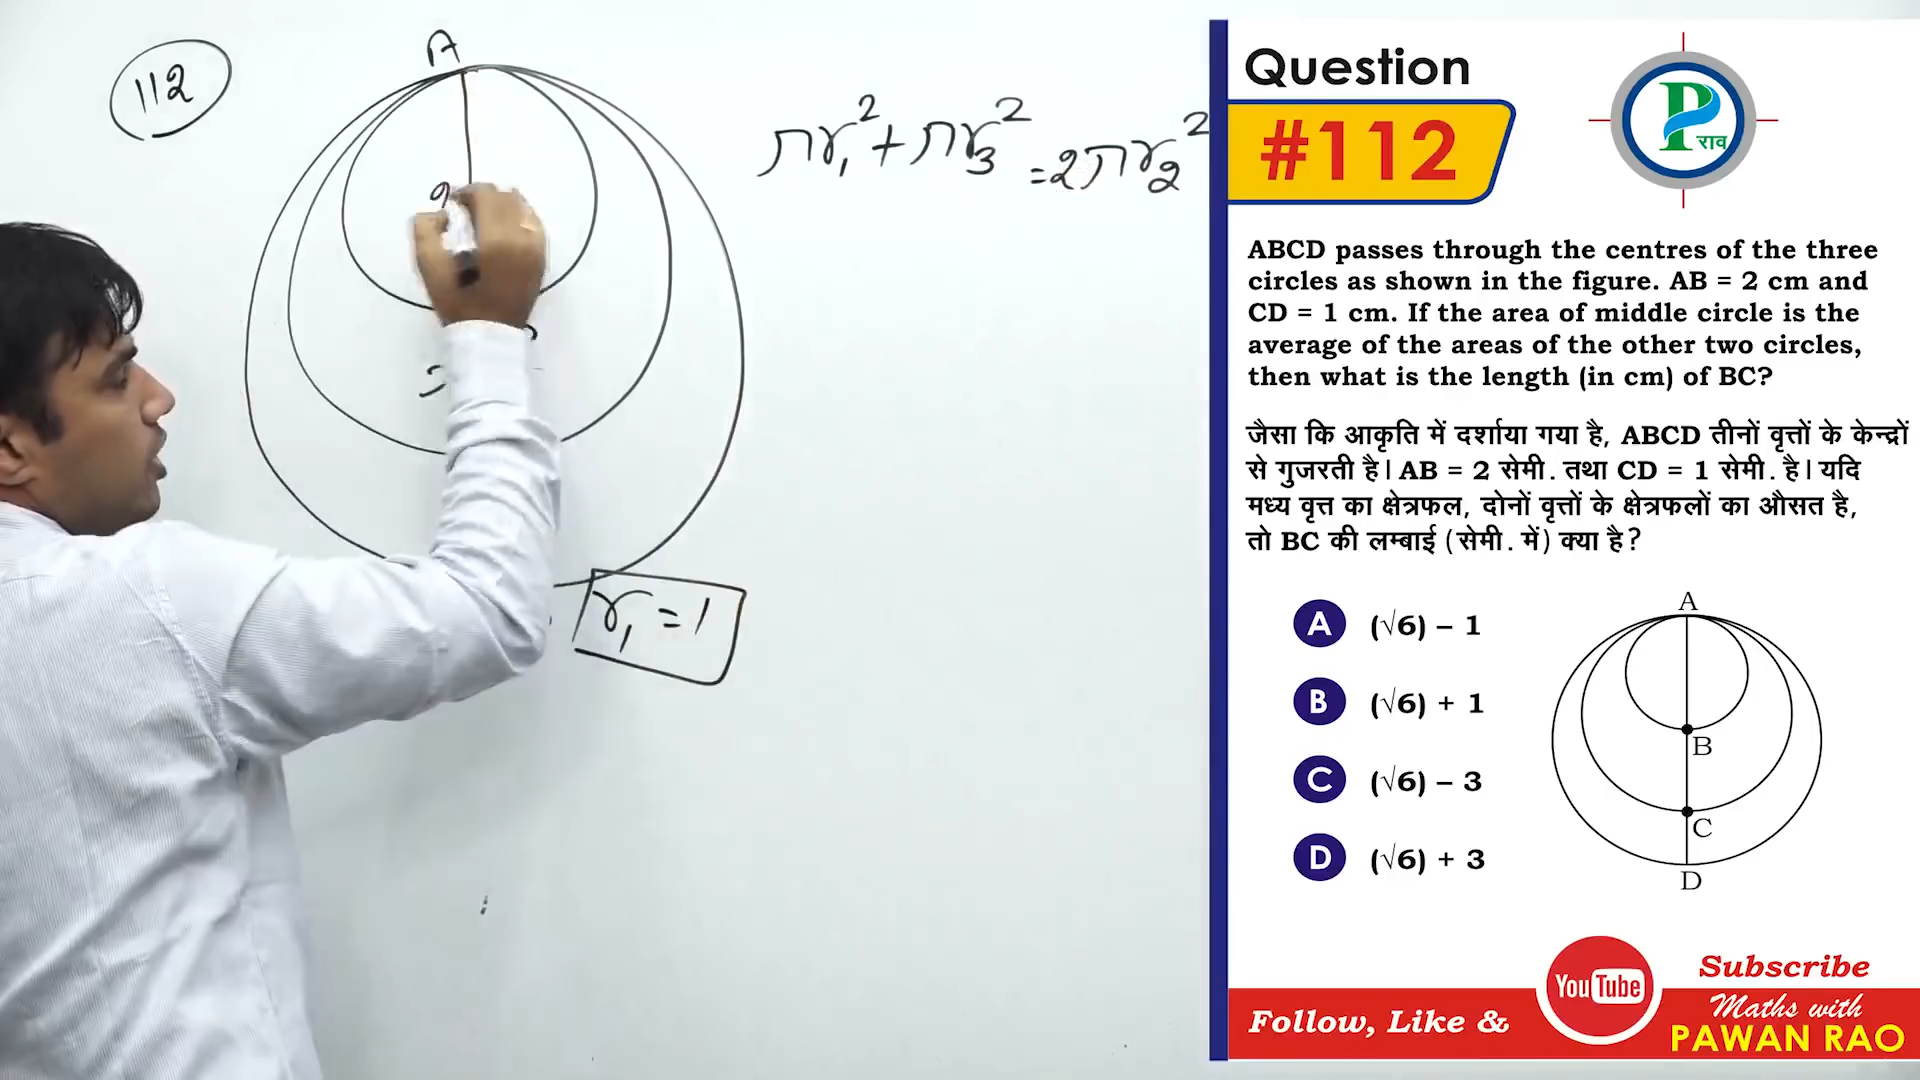 112
A
πr₁² + πr₃² = 2πr₂²
r₁ = 1
Question
#112
राव
ABCD passes through the centres of the three
circles as shown in the figure. AB = 2 cm and
CD = 1 cm. If the area of middle circle is the
average of the areas of the other two circles,
then what is the length (in cm) of BC?
जैसा कि आकृति में दर्शाया गया है, ABCD तीनों वृत्तों के केन्द्रों
से गुजरती है। AB = 2 सेमी. तथा CD = 1 सेमी. है। यदि
मध्य वृत्त का क्षेत्रफल, दोनों वृत्तों के क्षेत्रफलों का औसत है,
तो BC की लम्बाई (सेमी. में) क्या है?
A (√6) – 1
B (√6) + 1
C (√6) – 3
D (√6) + 3
A
B
C
D
Follow, Like &
YouTube
Subscribe
Maths with
PAWAN RAO